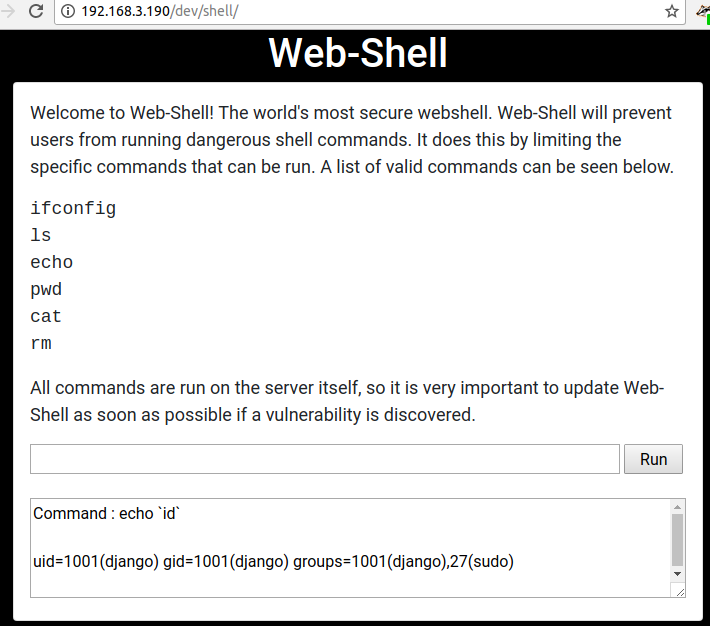 192.168.3.190/dev/shell/
Web-Shell
Welcome to Web-Shell! The world's most secure webshell. Web-Shell will prevent
users from running dangerous shell commands. It does this by limiting the
specific commands that can be run. A list of valid commands can be seen below.
ifconfig
ls
echo
pwd
cat
rm
All commands are run on the server itself, so it is very important to update Web-
Shell as soon as possible if a vulnerability is discovered.
Run
Command : echo `id`
uid=1001(django) gid=1001(django) groups=1001(django),27(sudo)